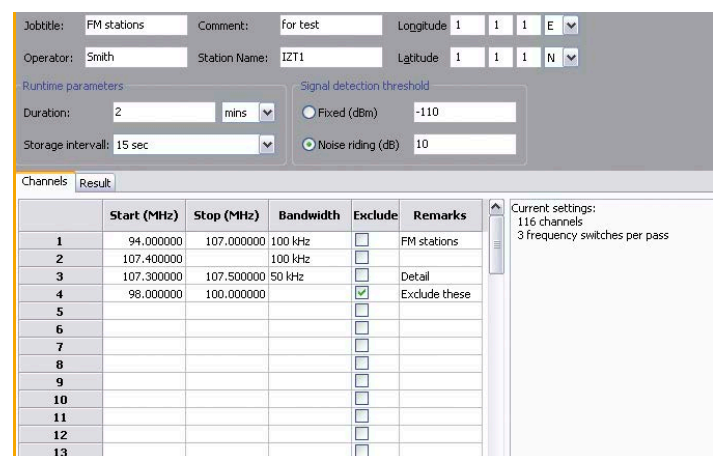 Jobtitle: FM stations Comment: for test Longitude 1 1 1 E
Operator: Smith Station Name: IZT1 Latitude 1 1 1 N
Runtime parameters Signal detection threshold
Duration: 2 mins Fixed (dBm) -110
Storage intervall: 15 sec Noise riding (dB) 10
Channels Result
Start (MHz) Stop (MHz) Bandwidth Exclude Remarks
1 94.000000 107.000000 100 kHz FM stations
2 107.400000 100 kHz
3 107.300000 107.500000 50 kHz Detail
4 98.000000 100.000000 Exclude these
5
6
7
8
9
10
11
12
13
Current settings:
116 channels
3 frequency switches per pass